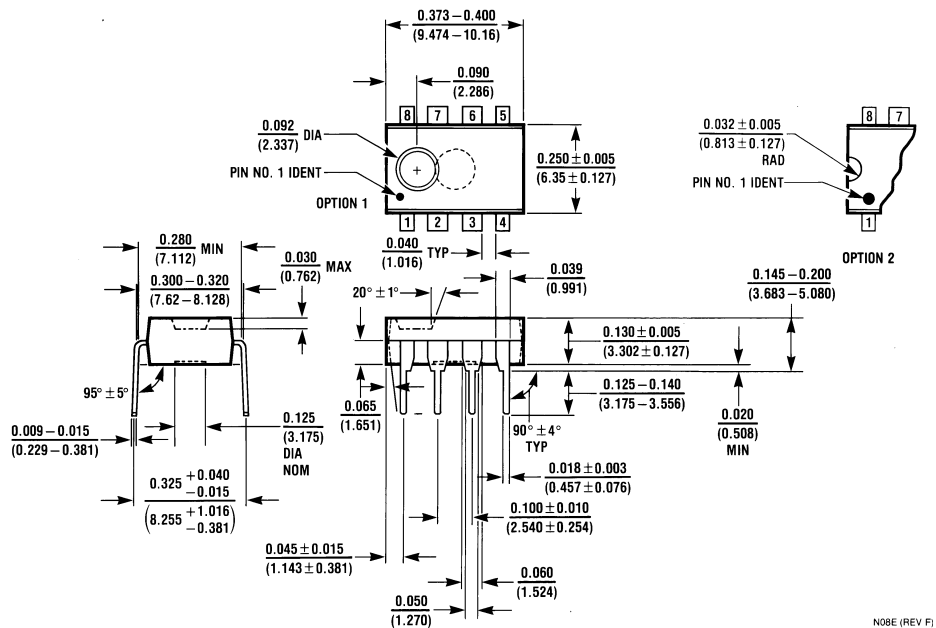 0.373 – 0.400
(9.474 – 10.16)
0.090
(2.286)
8 7 6 5
0.092 DIA
(2.337)
PIN NO. 1 IDENT
OPTION 1
1 2 3 4
0.250 ± 0.005
(6.35 ± 0.127)
8 7
0.032 ± 0.005
(0.813 ± 0.127)
RAD
PIN NO. 1 IDENT
1
OPTION 2
0.280 MIN
(7.112)
0.030 MAX
(0.762)
0.300 – 0.320
(7.62 – 8.128)
0.040 TYP
(1.016)
0.039
(0.991)
0.145 – 0.200
(3.683 – 5.080)
20° ± 1°
0.130 ± 0.005
(3.302 ± 0.127)
95° ± 5°
0.065
(1.651)
0.125 – 0.140
(3.175 – 3.556)
0.020
(0.508)
MIN
90° ± 4°
TYP
0.009 – 0.015
(0.229 – 0.381)
0.125
(3.175)
DIA
NOM
0.018 ± 0.003
(0.457 ± 0.076)
0.325 +0.040
-0.015
(8.255 +1.016
-0.381)
0.100 ± 0.010
(2.540 ± 0.254)
0.045 ± 0.015
(1.143 ± 0.381)
0.060
(1.524)
0.050
(1.270)
N08E (REV F)